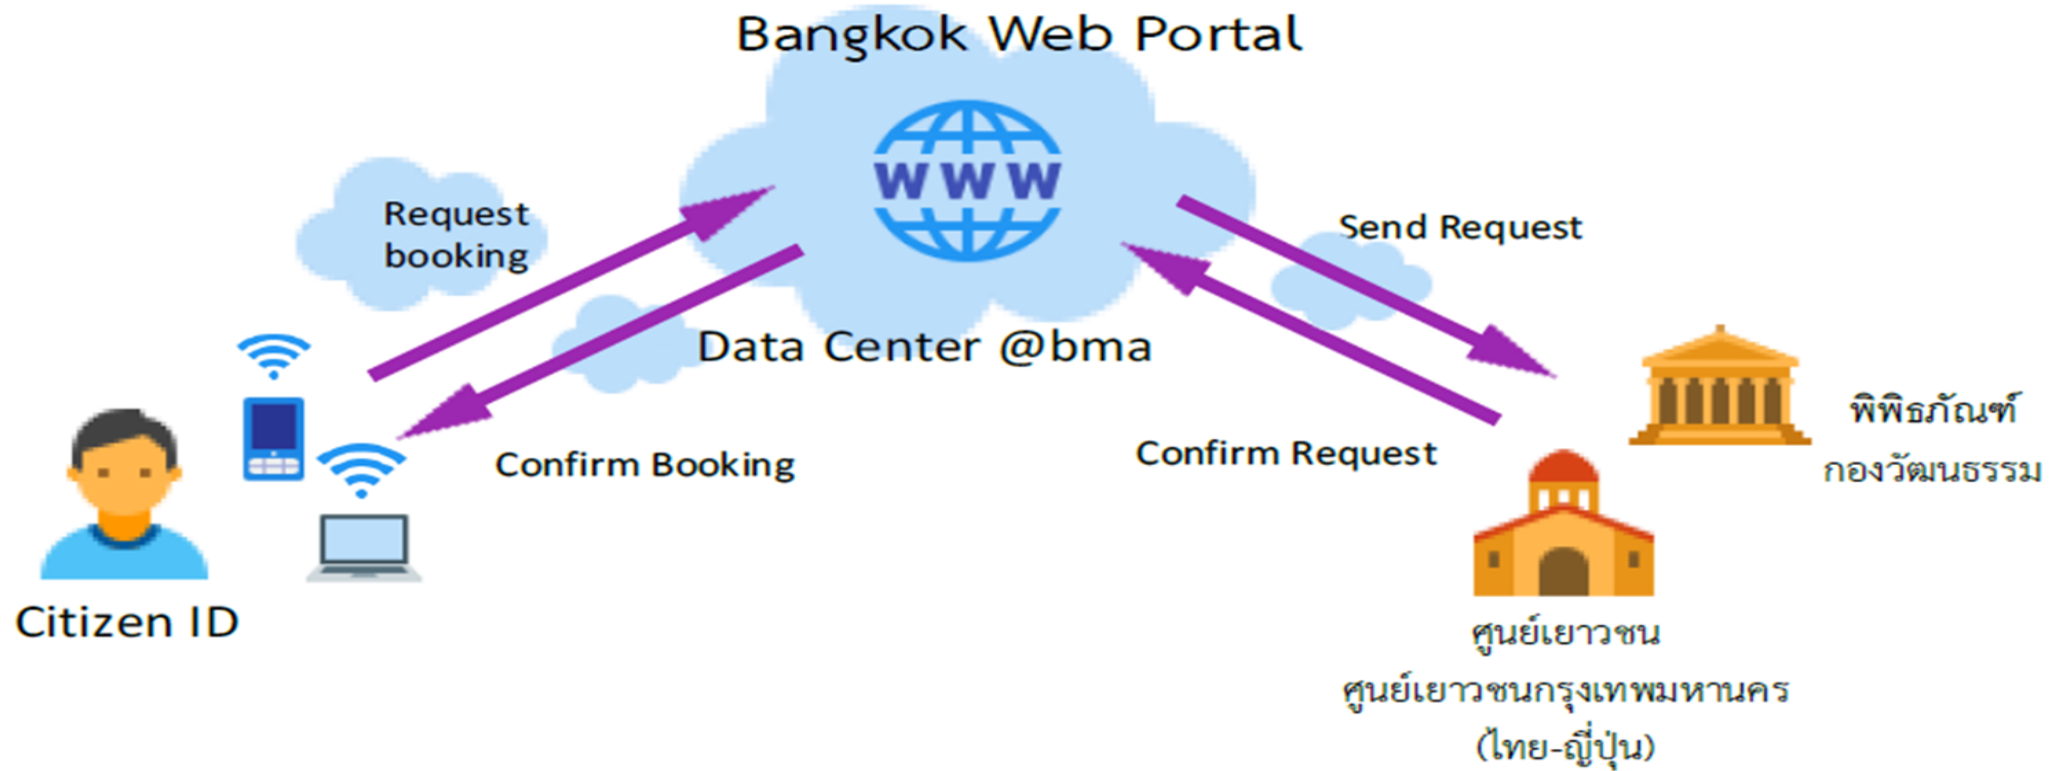 Bangkok Web Portal
WWW
Request
booking
Send Request
Data Center @bma
Confirm Booking
Confirm Request
พิพิธภัณฑ์
กองวัฒนธรรม
Citizen ID
ศูนย์เยาวชน
ศูนย์เยาวชนกรุงเทพมหานคร
(ไทย-ญี่ปุ่น)